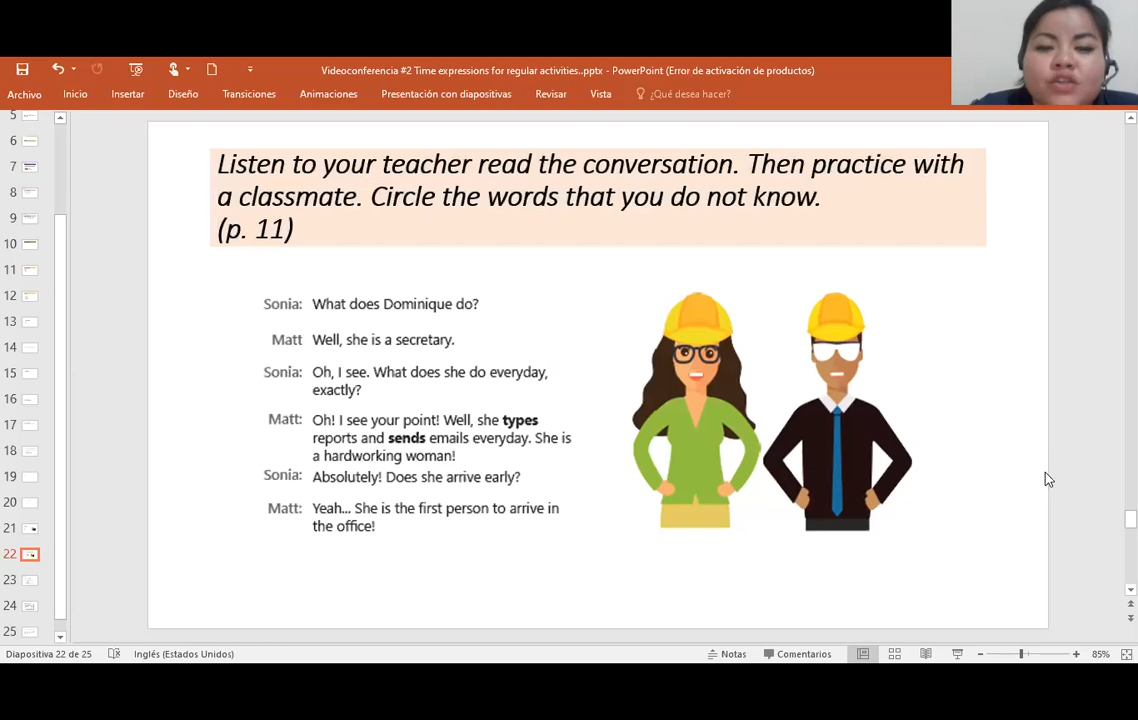 Videoconferencia #2 Time expressions for regular activities..pptx - PowerPoint (Error de activación de productos)
Archivo Inicio Insertar Diseño Transiciones Animaciones Presentación con diapositivas Revisar Vista ¿Qué desea hacer?
5
6
7
8
9
10
11
12
13
14
15
16
17
18
19
20
21
22
23
24
25
Listen to your teacher read the conversation. Then practice with
a classmate. Circle the words that you do not know.
(p. 11)
Sonia: What does Dominique do?
Matt Well, she is a secretary.
Sonia: Oh, I see. What does she do everyday,
exactly?
Matt: Oh! I see your point! Well, she types
reports and sends emails everyday. She is
a hardworking woman!
Sonia: Absolutely! Does she arrive early?
Matt: Yeah... She is the first person to arrive in
the office!
Diapositiva 22 de 25 Inglés (Estados Unidos) Notas Comentarios 85%